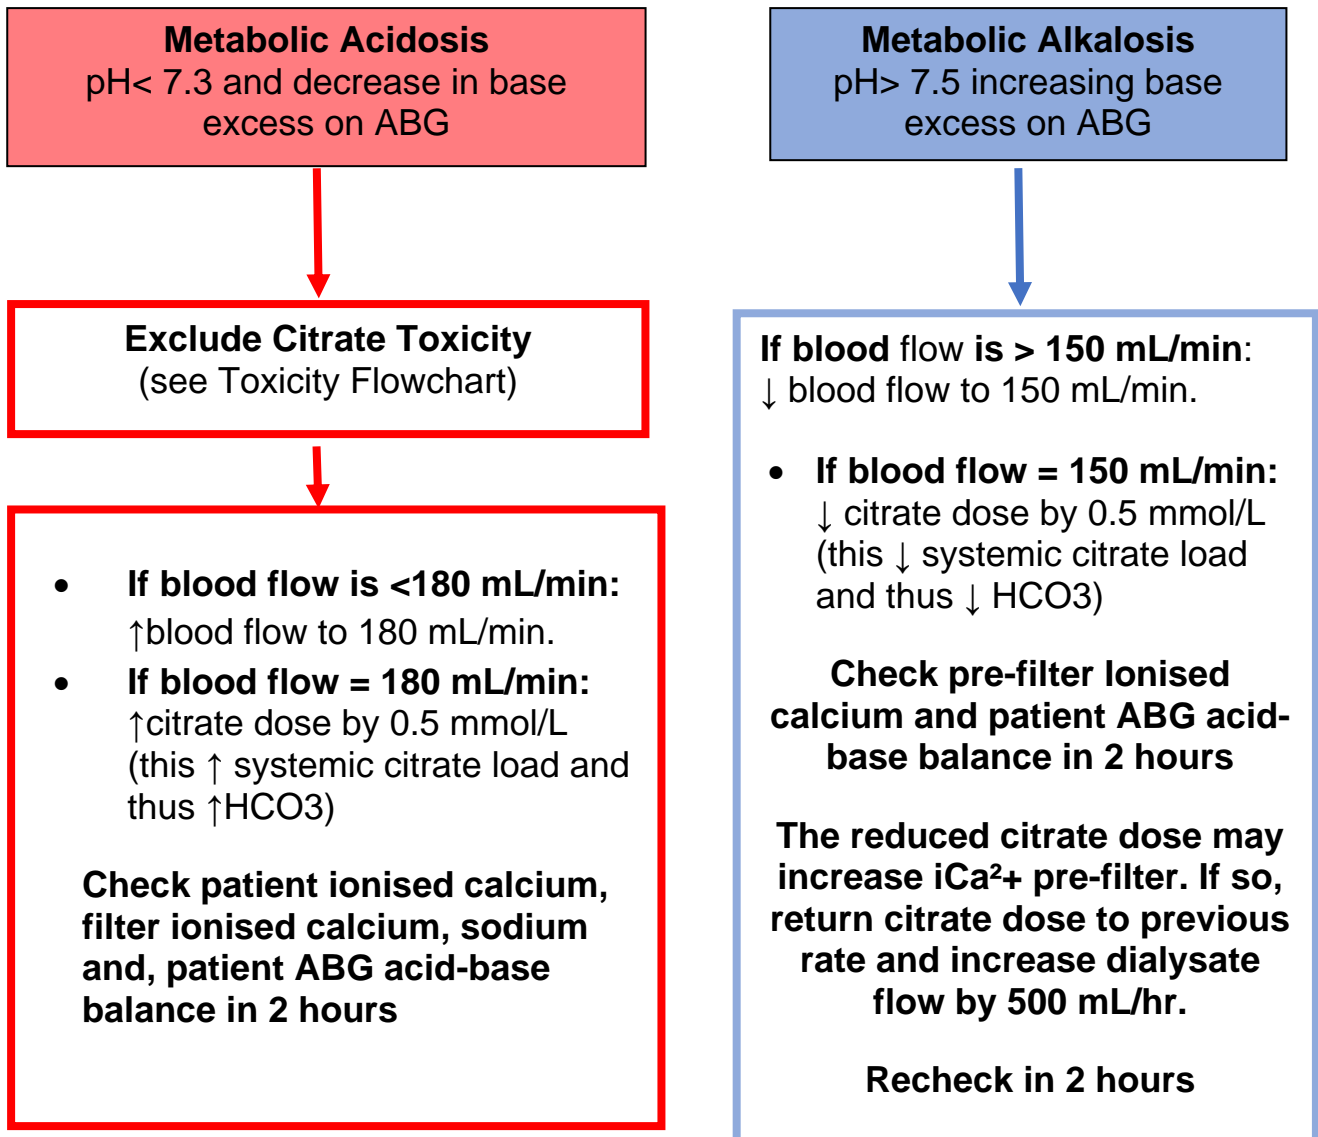 Metabolic Acidosis
pH< 7.3 and decrease in base
excess on ABG
Exclude Citrate Toxicity
(see Toxicity Flowchart)
• If blood flow is <180 mL/min:
↑blood flow to 180 mL/min.
• If blood flow = 180 mL/min:
↑citrate dose by 0.5 mmol/L
(this ↑ systemic citrate load and
thus ↑HCO3)
Check patient ionised calcium,
filter ionised calcium, sodium
and, patient ABG acid-base
balance in 2 hours
Metabolic Alkalosis
pH> 7.5 increasing base
excess on ABG
If blood flow is > 150 mL/min:
↓ blood flow to 150 mL/min.
• If blood flow = 150 mL/min:
↓ citrate dose by 0.5 mmol/L
(this ↓ systemic citrate load
and thus ↓ HCO3)
Check pre-filter Ionised
calcium and patient ABG acid-
base balance in 2 hours
The reduced citrate dose may
increase iCa²+ pre-filter. If so,
return citrate dose to previous
rate and increase dialysate
flow by 500 mL/hr.
Recheck in 2 hours